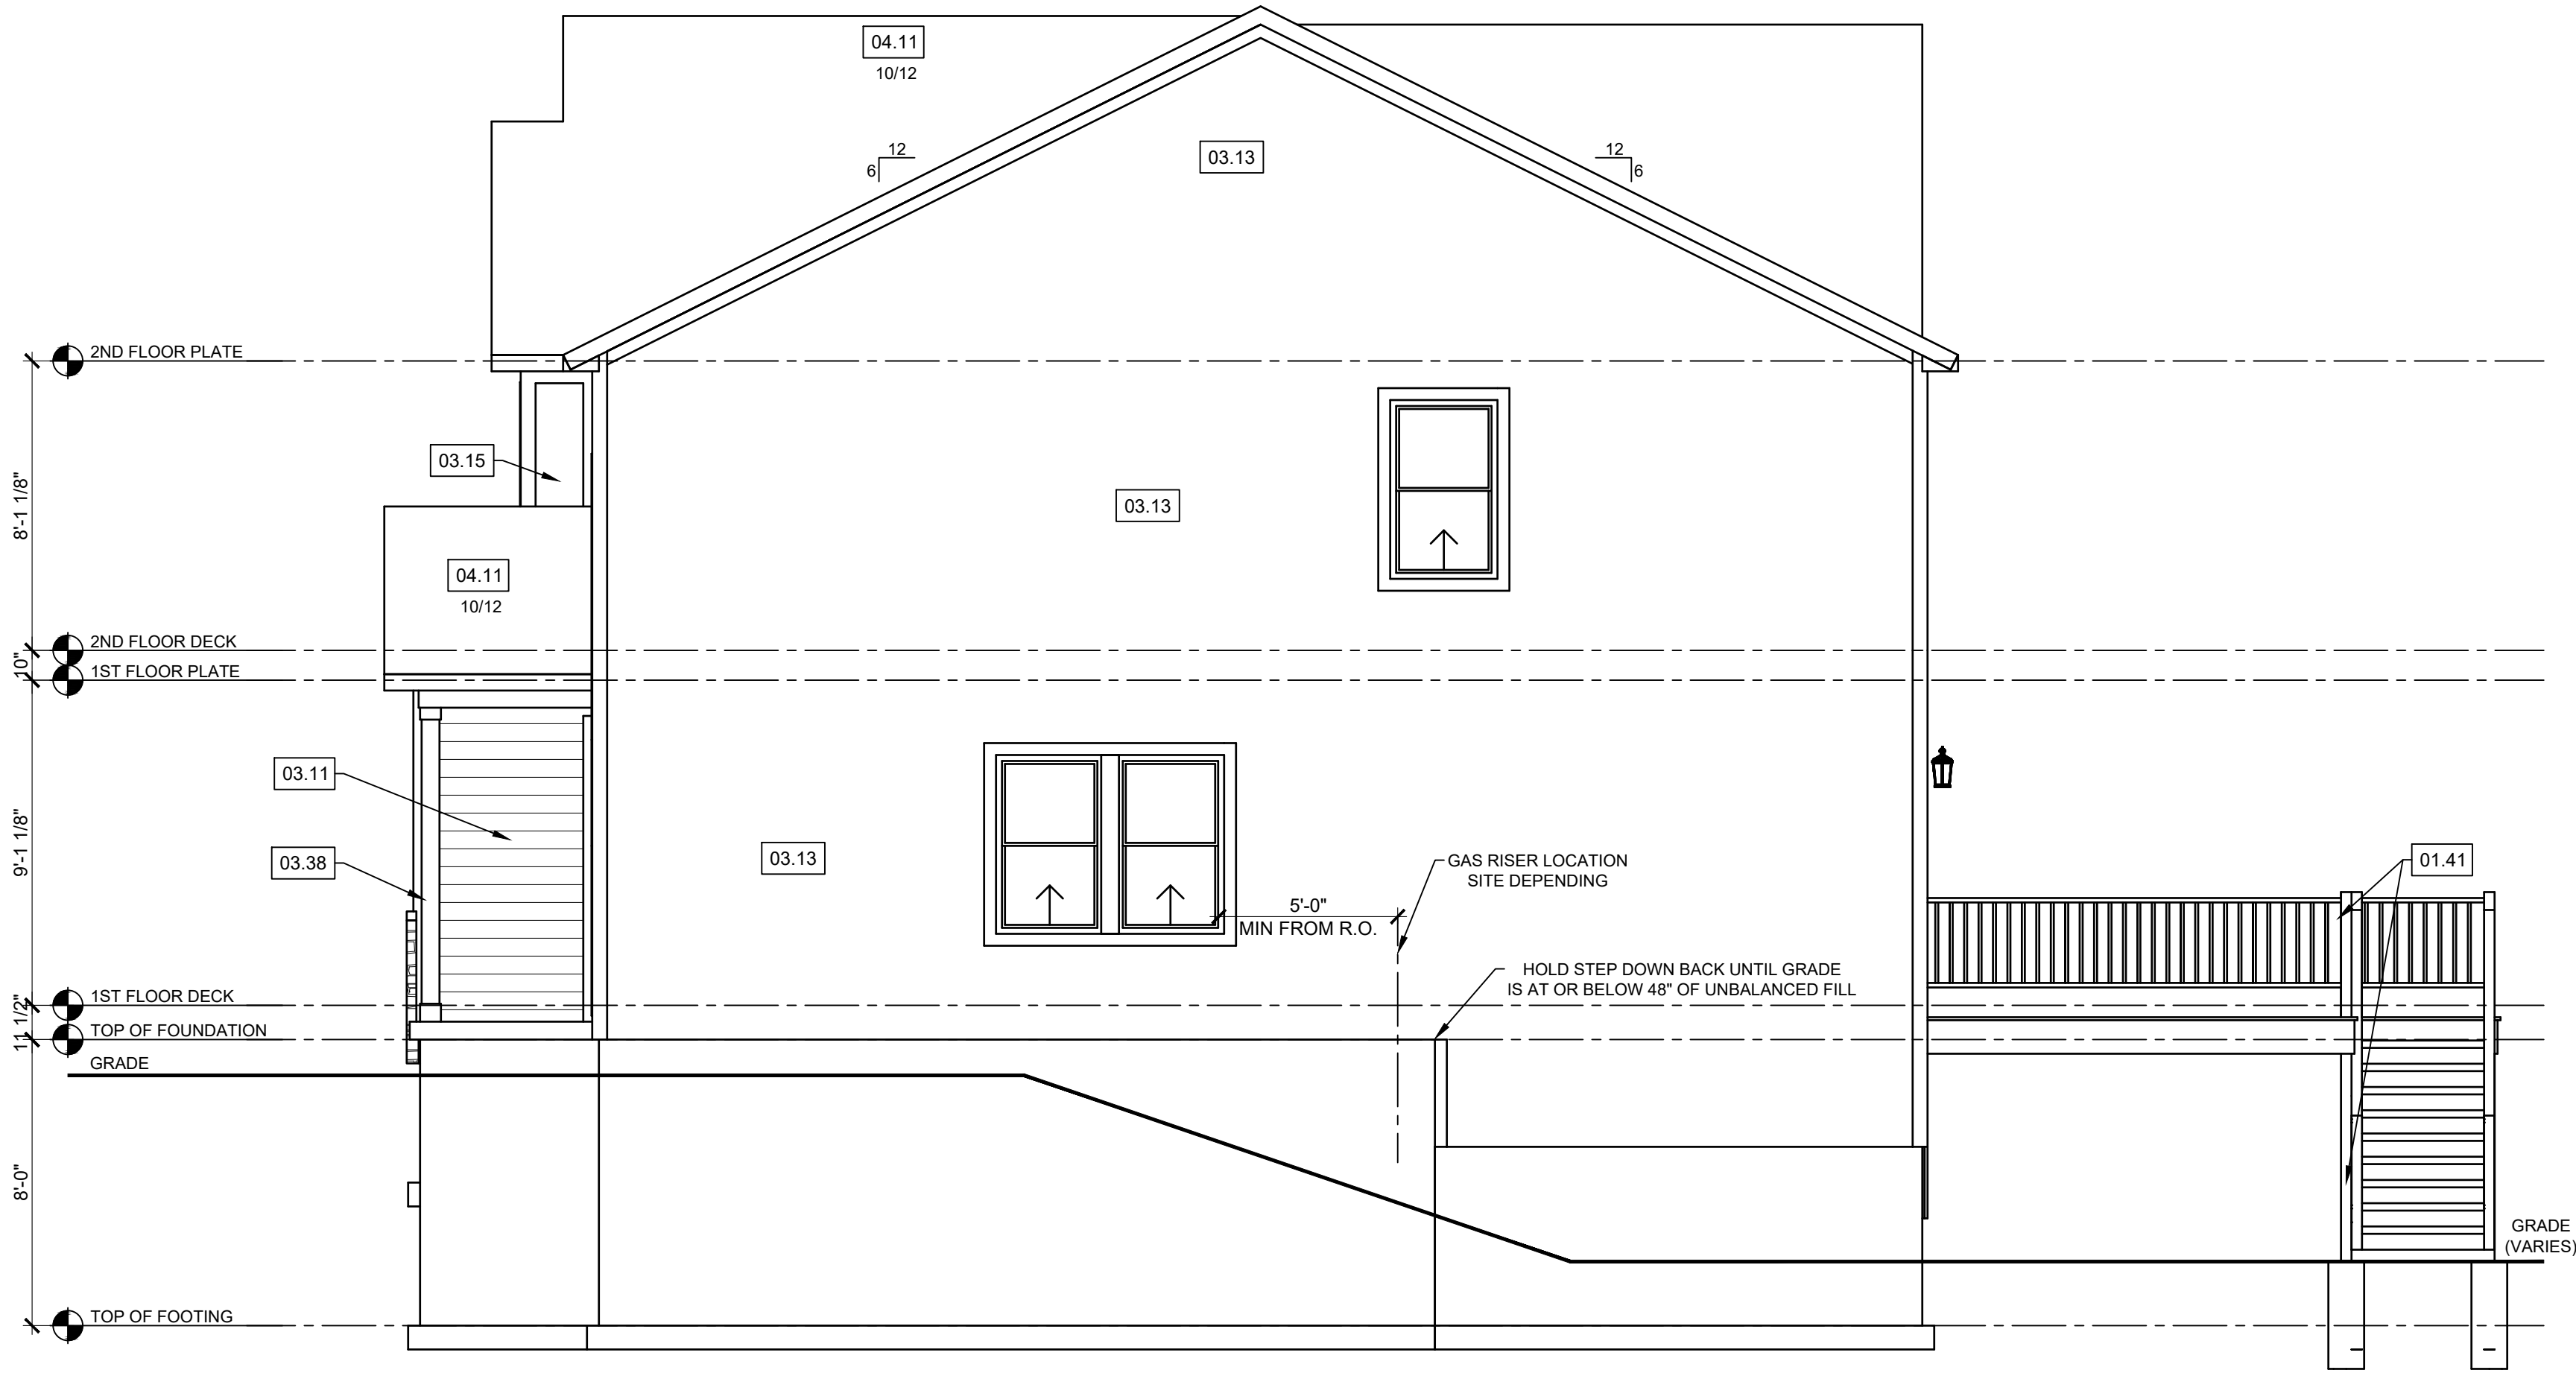 04.11
10/12
12
6
03.13
12
6
2ND FLOOR PLATE
03.15
8'-1 1/8"
03.13
04.11
10/12
2ND FLOOR DECK
10"
1ST FLOOR PLATE
03.11
9'-1 1/8"
03.38
03.13
GAS RISER LOCATION
SITE DEPENDING
01.41
5'-0"
MIN FROM R.O.
HOLD STEP DOWN BACK UNTIL GRADE
IS AT OR BELOW 48" OF UNBALANCED FILL
1ST FLOOR DECK
11 1/2"
TOP OF FOUNDATION
GRADE
8'-0"
GRADE
(VARIES)
TOP OF FOOTING